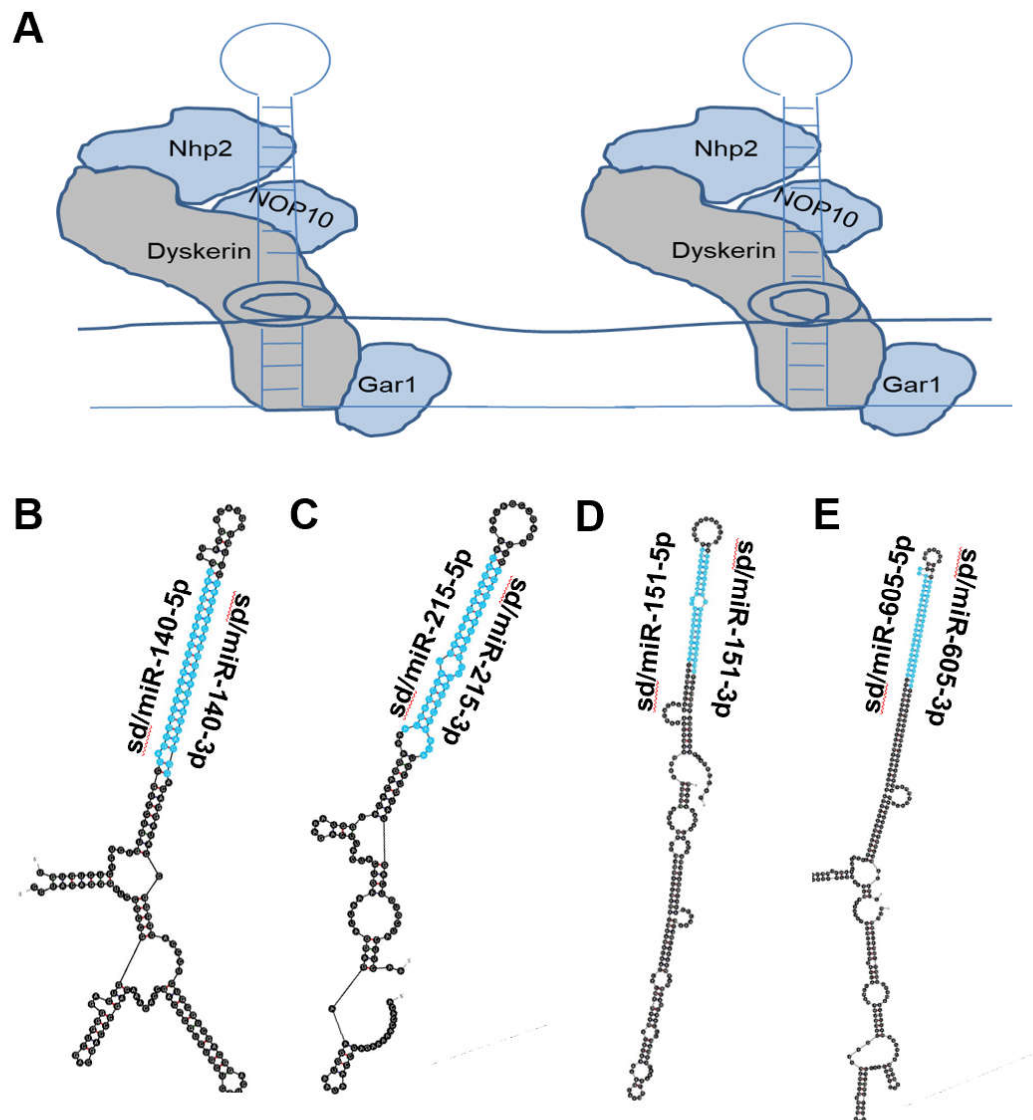 A
Nhp2
NOP10
Dyskerin
Gar1
Nhp2
NOP10
Dyskerin
Gar1
B
sd/miR-140-5p
sd/miR-140-3p
C
sd/miR-215-5p
sd/miR-215-3p
D
sd/miR-151-5p
sd/miR-151-3p
E
sd/miR-605-5p
sd/miR-605-3p